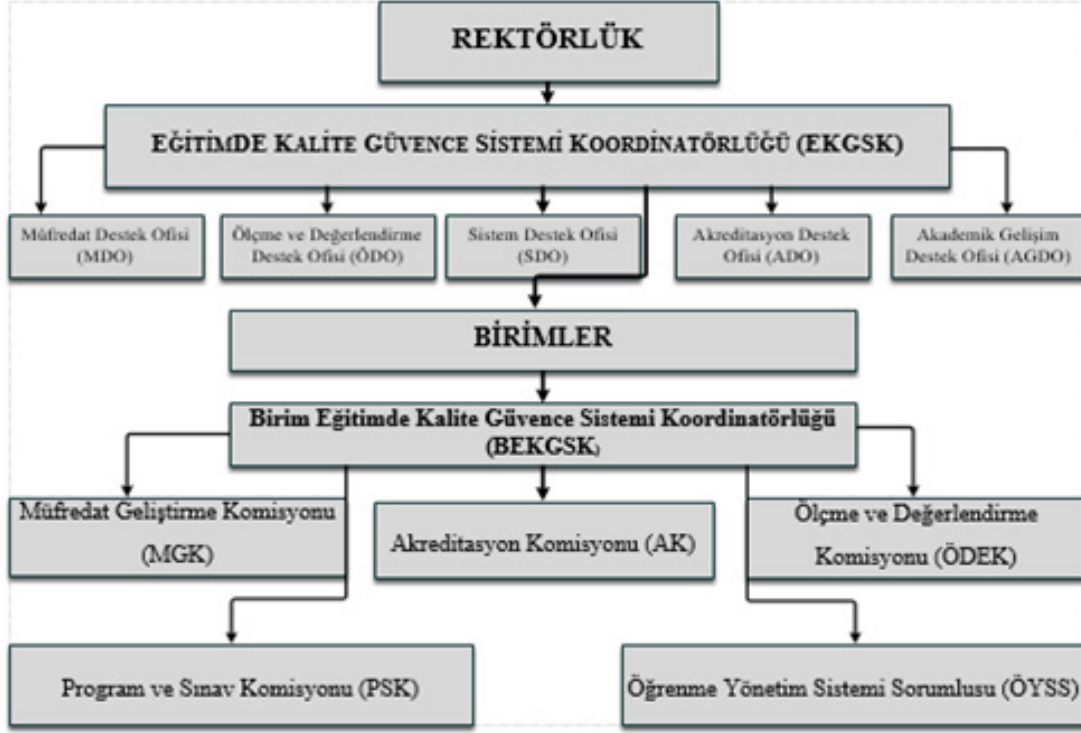 REKTÖRLÜK
EĞİTİMDE KALİTE GÜVENCE SİSTEMİ KOORDİNATÖRLÜĞÜ (EKGSK)
Müfredat Destek Ofisi
(MDO)
Ölçme ve Değerlendirme
Destek Ofisi (ÖDO)
Sistem Destek Ofisi
(SDO)
Akreditasyon Destek
Ofisi (ADO)
Akademik Gelişim
Destek Ofisi (AGDO)
BİRİMLER
Birim Eğitimde Kalite Güvence Sistemi Koordinatörlüğü
(BEKGSK)
Müfredat Geliştirme Komisyonu
(MGK)
Akreditasyon Komisyonu (AK)
Ölçme ve Değerlendirme
Komisyonu (ÖDEK)
Program ve Sınav Komisyonu (PSK)
Öğrenme Yönetim Sistemi Sorumlusu (ÖYSS)